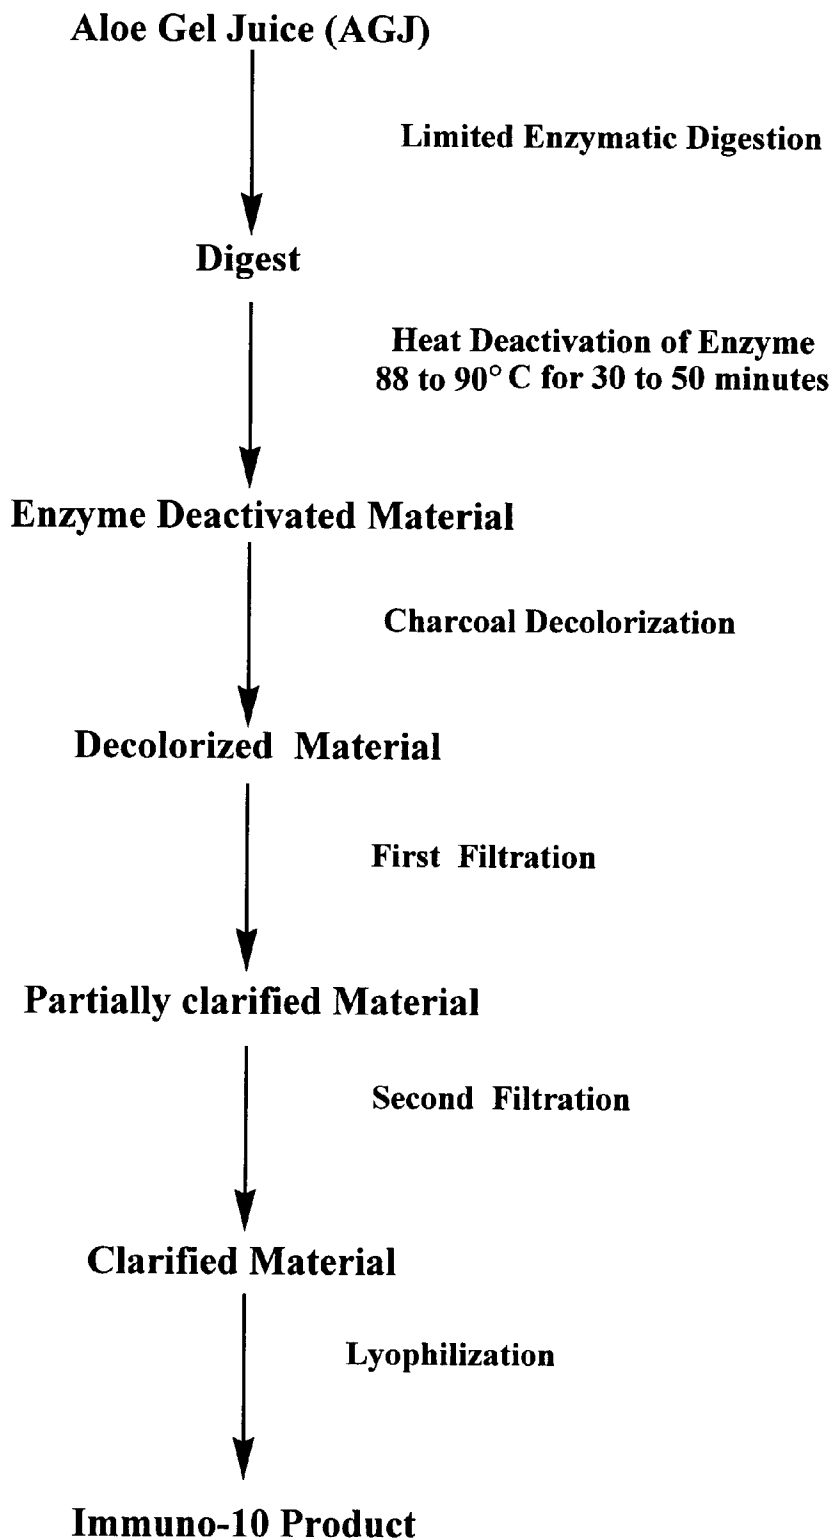 Aloe Gel Juice (AGJ)
Limited Enzymatic Digestion
Digest
Heat Deactivation of Enzyme
88 to 90° C for 30 to 50 minutes
Enzyme Deactivated Material
Charcoal Decolorization
Decolorized Material
First Filtration
Partially clarified Material
Second Filtration
Clarified Material
Lyophilization
Immuno-10 Product